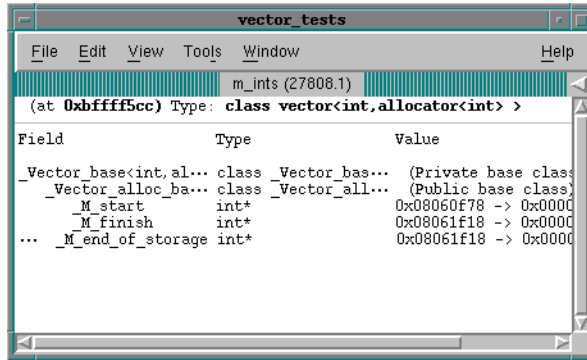 vector_tests
File Edit View Tools Window Help
m_ints (27808.1)
(at 0xbffff5cc) Type: class vector<int,allocator<int> >
Field Type Value
_Vector_base<int,al··· class _Vector_bas··· (Private base class
_Vector_alloc_ba··· class _Vector_all··· (Public base class)
_M_start int* 0x08060f78 -> 0x0000
_M_finish int* 0x08061f18 -> 0x0000
··· _M_end_of_storage int* 0x08061f18 -> 0x0000